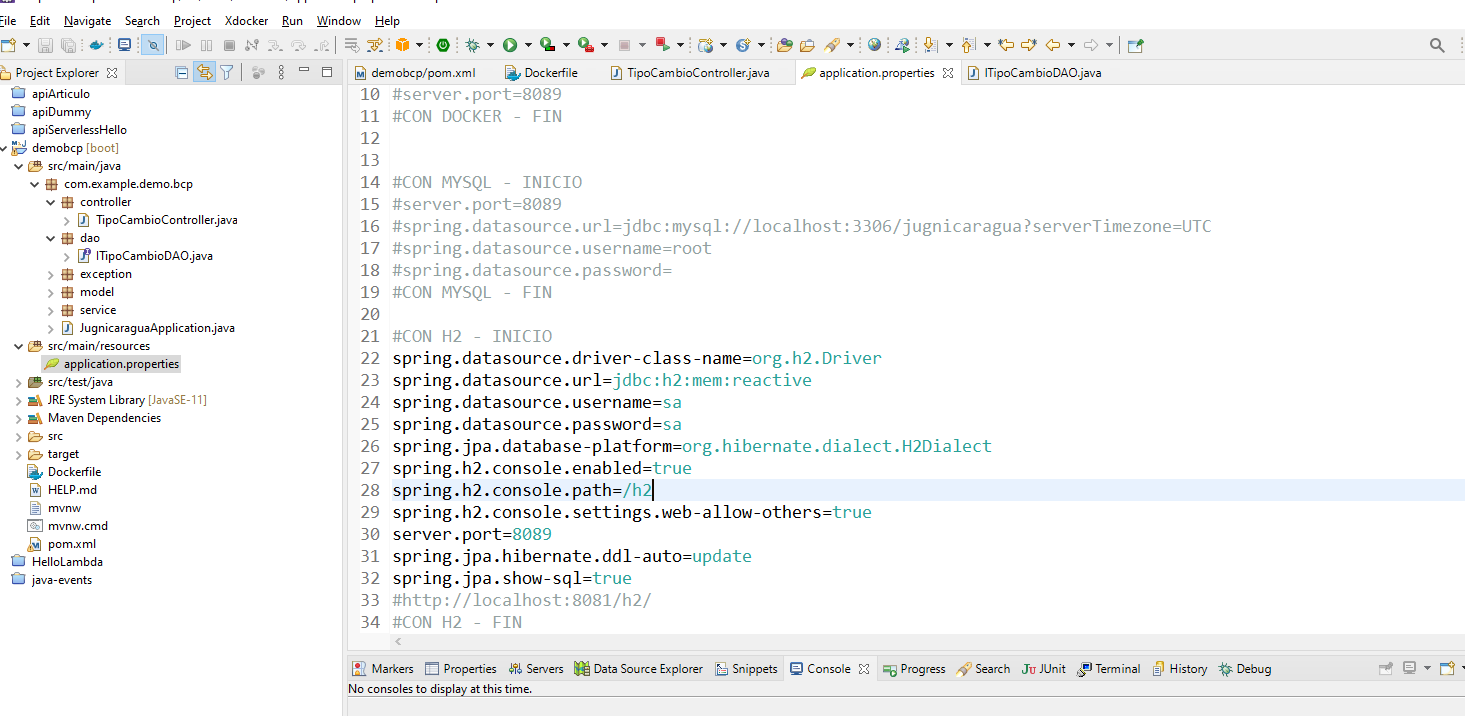 File Edit Navigate Search Project Xdocker Run Window Help
Project Explorer
demobcp/pom.xml Dockerfile TipoCambioController.java application.properties ITipoCambioDAO.java
apiArticulo
apiDummy
apiServerlessHello
demobcp [boot]
src/main/java
com.example.demo.bcp
controller
TipoCambioController.java
dao
ITipoCambioDAO.java
exception
model
service
JugnicaraguaApplication.java
src/main/resources
application.properties
src/test/java
JRE System Library [JavaSE-11]
Maven Dependencies
src
target
Dockerfile
HELP.md
mvnw
mvnw.cmd
pom.xml
HelloLambda
java-events
10 #server.port=8089
11 #CON DOCKER - FIN
12
13
14 #CON MYSQL - INICIO
15 #server.port=8089
16 #spring.datasource.url=jdbc:mysql://localhost:3306/jugnicaragua?serverTimezone=UTC
17 #spring.datasource.username=root
18 #spring.datasource.password=
19 #CON MYSQL - FIN
20
21 #CON H2 - INICIO
22 spring.datasource.driver-class-name=org.h2.Driver
23 spring.datasource.url=jdbc:h2:mem:reactive
24 spring.datasource.username=sa
25 spring.datasource.password=sa
26 spring.jpa.database-platform=org.hibernate.dialect.H2Dialect
27 spring.h2.console.enabled=true
28 spring.h2.console.path=/h2
29 spring.h2.console.settings.web-allow-others=true
30 server.port=8089
31 spring.jpa.hibernate.ddl-auto=update
32 spring.jpa.show-sql=true
33 #http://localhost:8081/h2/
34 #CON H2 - FIN
Markers Properties Servers Data Source Explorer Snippets Console Progress Search JUnit Terminal History Debug
No consoles to display at this time.